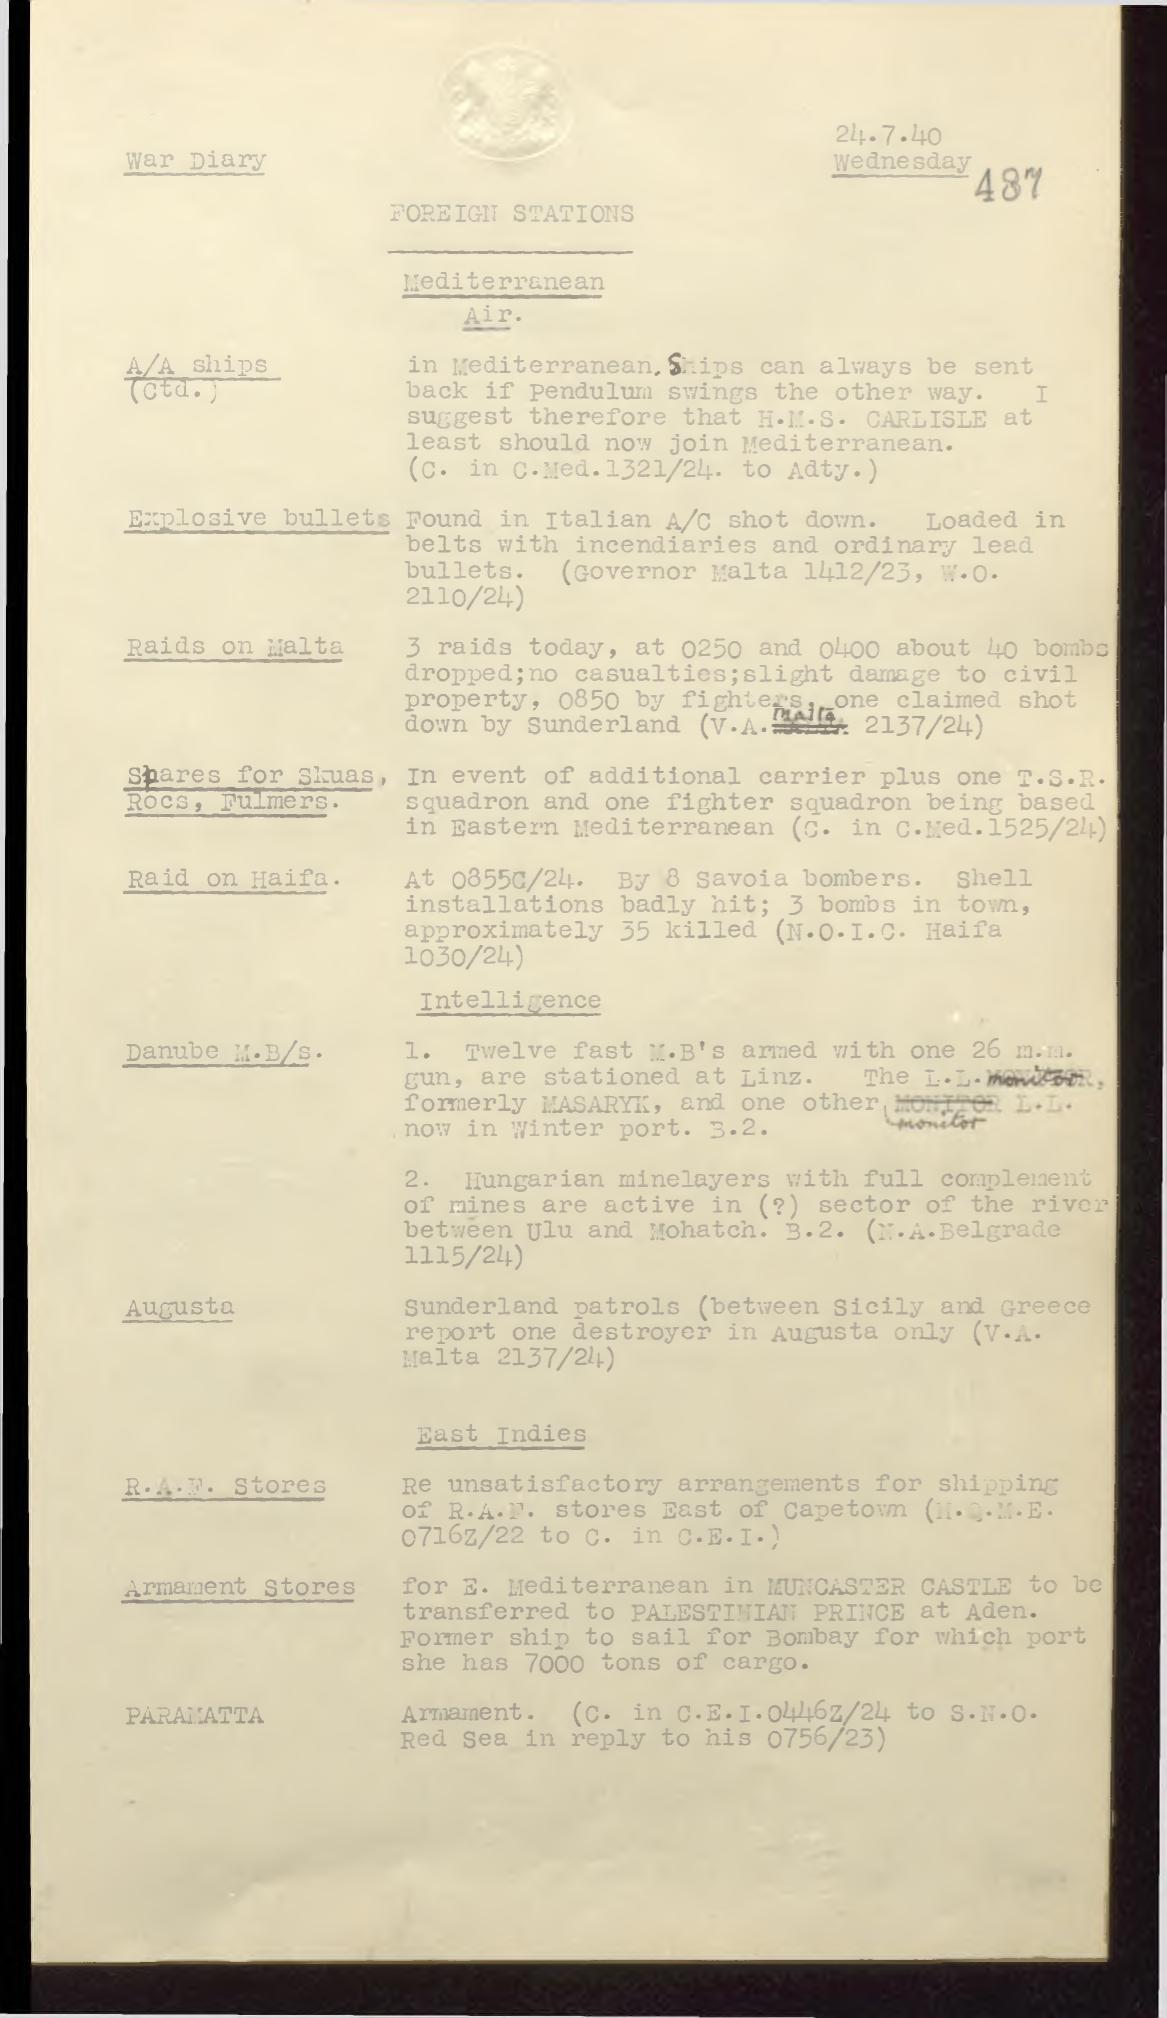 24.7.40
War Diary
Wednesday
487
FOREIGN STATIONS
Mediterranean
Air.
A/A ships in Mediterranean. Ships can always be sent
(Ctd.) back if Pendulum swings the other way. I
suggest therefore that H.M.S. CARLISLE at
least should now join Mediterranean.
(C. in C.Med.1321/24. to Adty.)
Explosive bullets Found in Italian A/C shot down. Loaded in
belts with incendiaries and ordinary lead
bullets. (Governor Malta 1412/23, W.O.
2110/24)
Raids on Malta 3 raids today, at 0250 and 0400 about 40 bombs
dropped;no casualties;slight damage to civil
property, 0850 by fighters, one claimed shot
down by Sunderland (V.A. Malta 2137/24)
Spares for Skuas, In event of additional carrier plus one T.S.R.
Rocs, Fulmers. squadron and one fighter squadron being based
in Eastern Mediterranean (C. in C.Med.1525/24)
Raid on Haifa. At 0855C/24. By 8 Savoia bombers. Shell
installations badly hit; 3 bombs in town,
approximately 35 killed (N.O.I.C. Haifa
1030/24)
Intelligence
Danube M.B/s. 1. Twelve fast M.B's armed with one 26 m.m.
gun, are stationed at Linz. The L.L. monitor,
formerly MASARYK, and one other MONITOR L.L.
monitor
now in Winter port. B.2.
2. Hungarian minelayers with full complement
of mines are active in (?) sector of the river
between Ulu and Mohatch. B.2. (N.A.Belgrade
1115/24)
Augusta Sunderland patrols (between Sicily and Greece
report one destroyer in Augusta only (V.A.
Malta 2137/24)
East Indies
R.A.F. Stores Re unsatisfactory arrangements for shipping
of R.A.F. stores East of Capetown (H.Q.M.E.
0716Z/22 to C. in C.E.I.)
Armament Stores for E. Mediterranean in MUNCASTER CASTLE to be
transferred to PALESTINIAN PRINCE at Aden.
Former ship to sail for Bombay for which port
she has 7000 tons of cargo.
PARAMATTA Armament. (C. in C.E.I.0446Z/24 to S.N.O.
Red Sea in reply to his 0756/23)